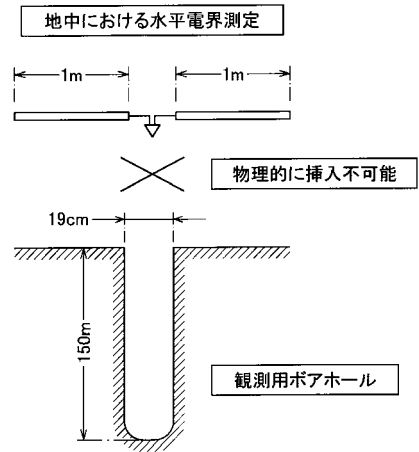 地中における水平電界測定
1m
1m
物理的に挿入不可能
19cm
150m
観測用ボアホール